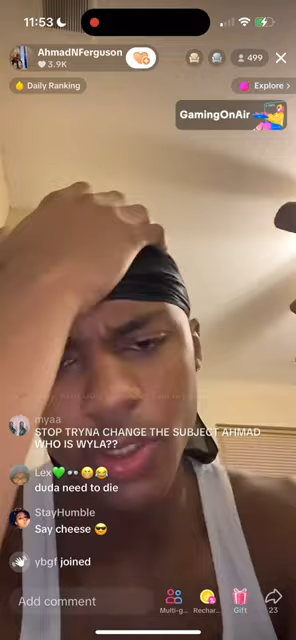 11:53
AhmadNFerguson
3.9K
499
Daily Ranking
Explore >
GamingOnAir
myaa
STOP TRYNA CHANGE THE SUBJECT AHMAD
WHO IS WYLA??
Lex
duda need to die
StayHumble
Say cheese
ybgf joined
Add comment
Multi-g...
Rechar...
Gift
23